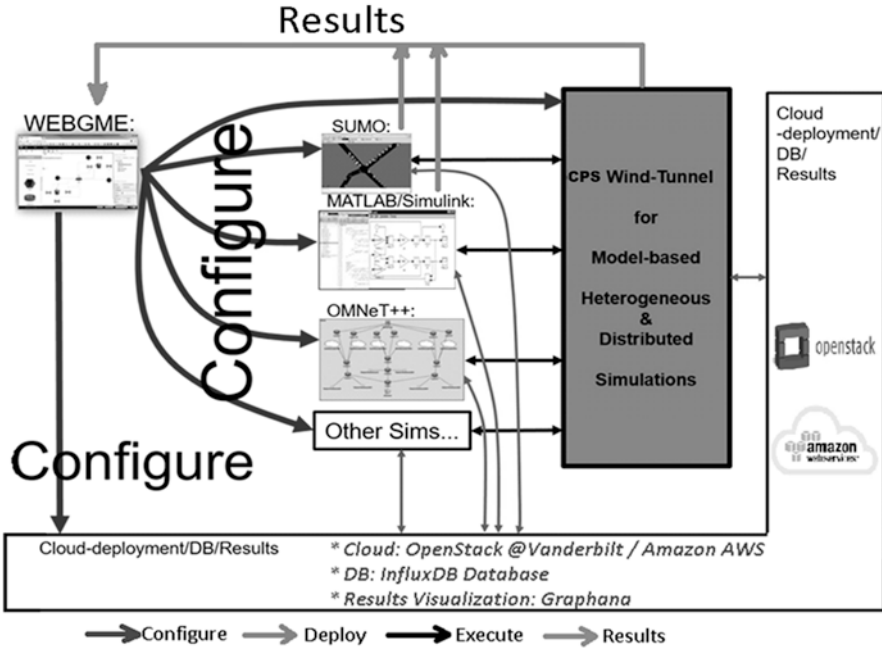 Results
WEBGME:
Configure
SUMO:
MATLAB/Simulink:
OMNeT++:
Other Sims...
CPS Wind-Tunnel
for
Model-based
Heterogeneous
&
Distributed
Simulations
Cloud
-deployment/
DB/
Results
openstack
amazon
webservices™
Configure
Cloud-deployment/DB/Results
* Cloud: OpenStack @Vanderbilt / Amazon AWS
* DB: InfluxDB Database
* Results Visualization: Graphana
Configure
Deploy
Execute
Results